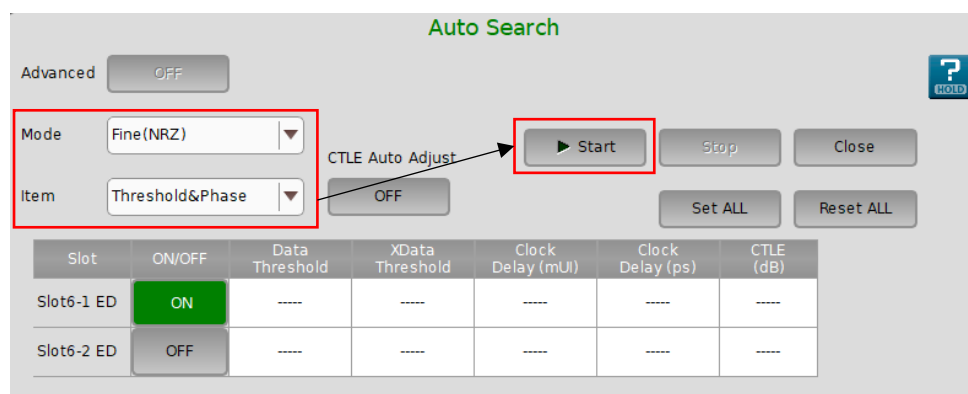 Auto Search
Advanced OFF
? HOLD
Mode Fine(NRZ) Start Stop Close
CTLE Auto Adjust
Item Threshold&Phase OFF Set ALL Reset ALL
Slot ON/OFF Data Threshold XData Threshold Clock Delay (mUI) Clock Delay (ps) CTLE (dB)
Slot6-1 ED ON ----- ----- ----- ----- -----
Slot6-2 ED OFF ----- ----- ----- ----- -----